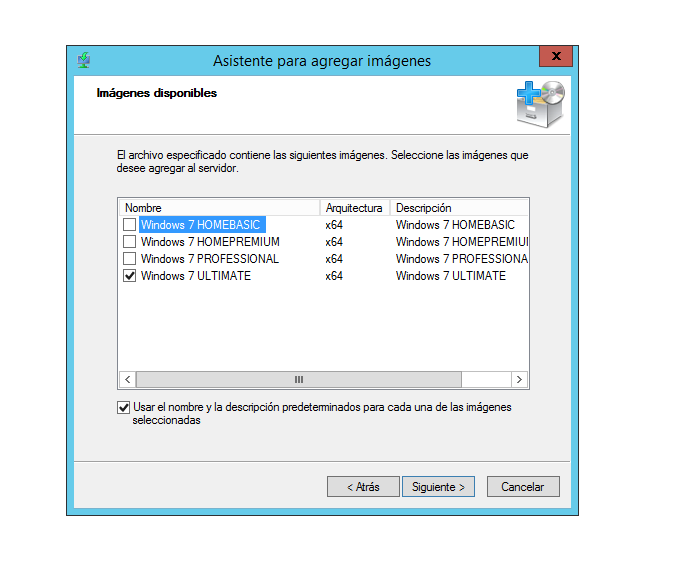 Asistente para agregar imágenes
x
Imágenes disponibles
El archivo especificado contiene las siguientes imágenes. Seleccione las imágenes que
desee agregar al servidor.
Nombre Arquitectura Descripción
Windows 7 HOMEBASIC x64 Windows 7 HOMEBASIC
Windows 7 HOMEPREMIUM x64 Windows 7 HOMEPREMIU
Windows 7 PROFESSIONAL x64 Windows 7 PROFESSIONA
Windows 7 ULTIMATE x64 Windows 7 ULTIMATE
Usar el nombre y la descripción predeterminados para cada una de las imágenes
seleccionadas
< Atrás Siguiente > Cancelar